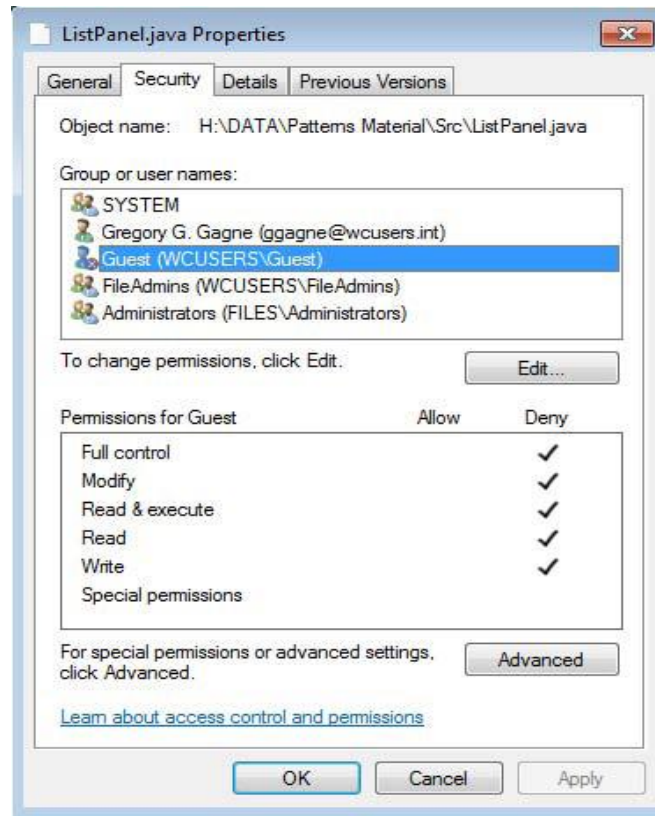 ListPanel.java Properties
General Security Details Previous Versions
Object name: H:\DATA\Patterns Material\Src\ListPanel.java
Group or user names:
SYSTEM
Gregory G. Gagne (ggagne@wcusers.int)
Guest (WCUSERS\Guest)
FileAdmins (WCUSERS\FileAdmins)
Administrators (FILES\Administrators)
To change permissions, click Edit. Edit...
Permissions for Guest Allow Deny
Full control
Modify
Read & execute
Read
Write
Special permissions
For special permissions or advanced settings,
click Advanced. Advanced
Learn about access control and permissions
OK Cancel Apply